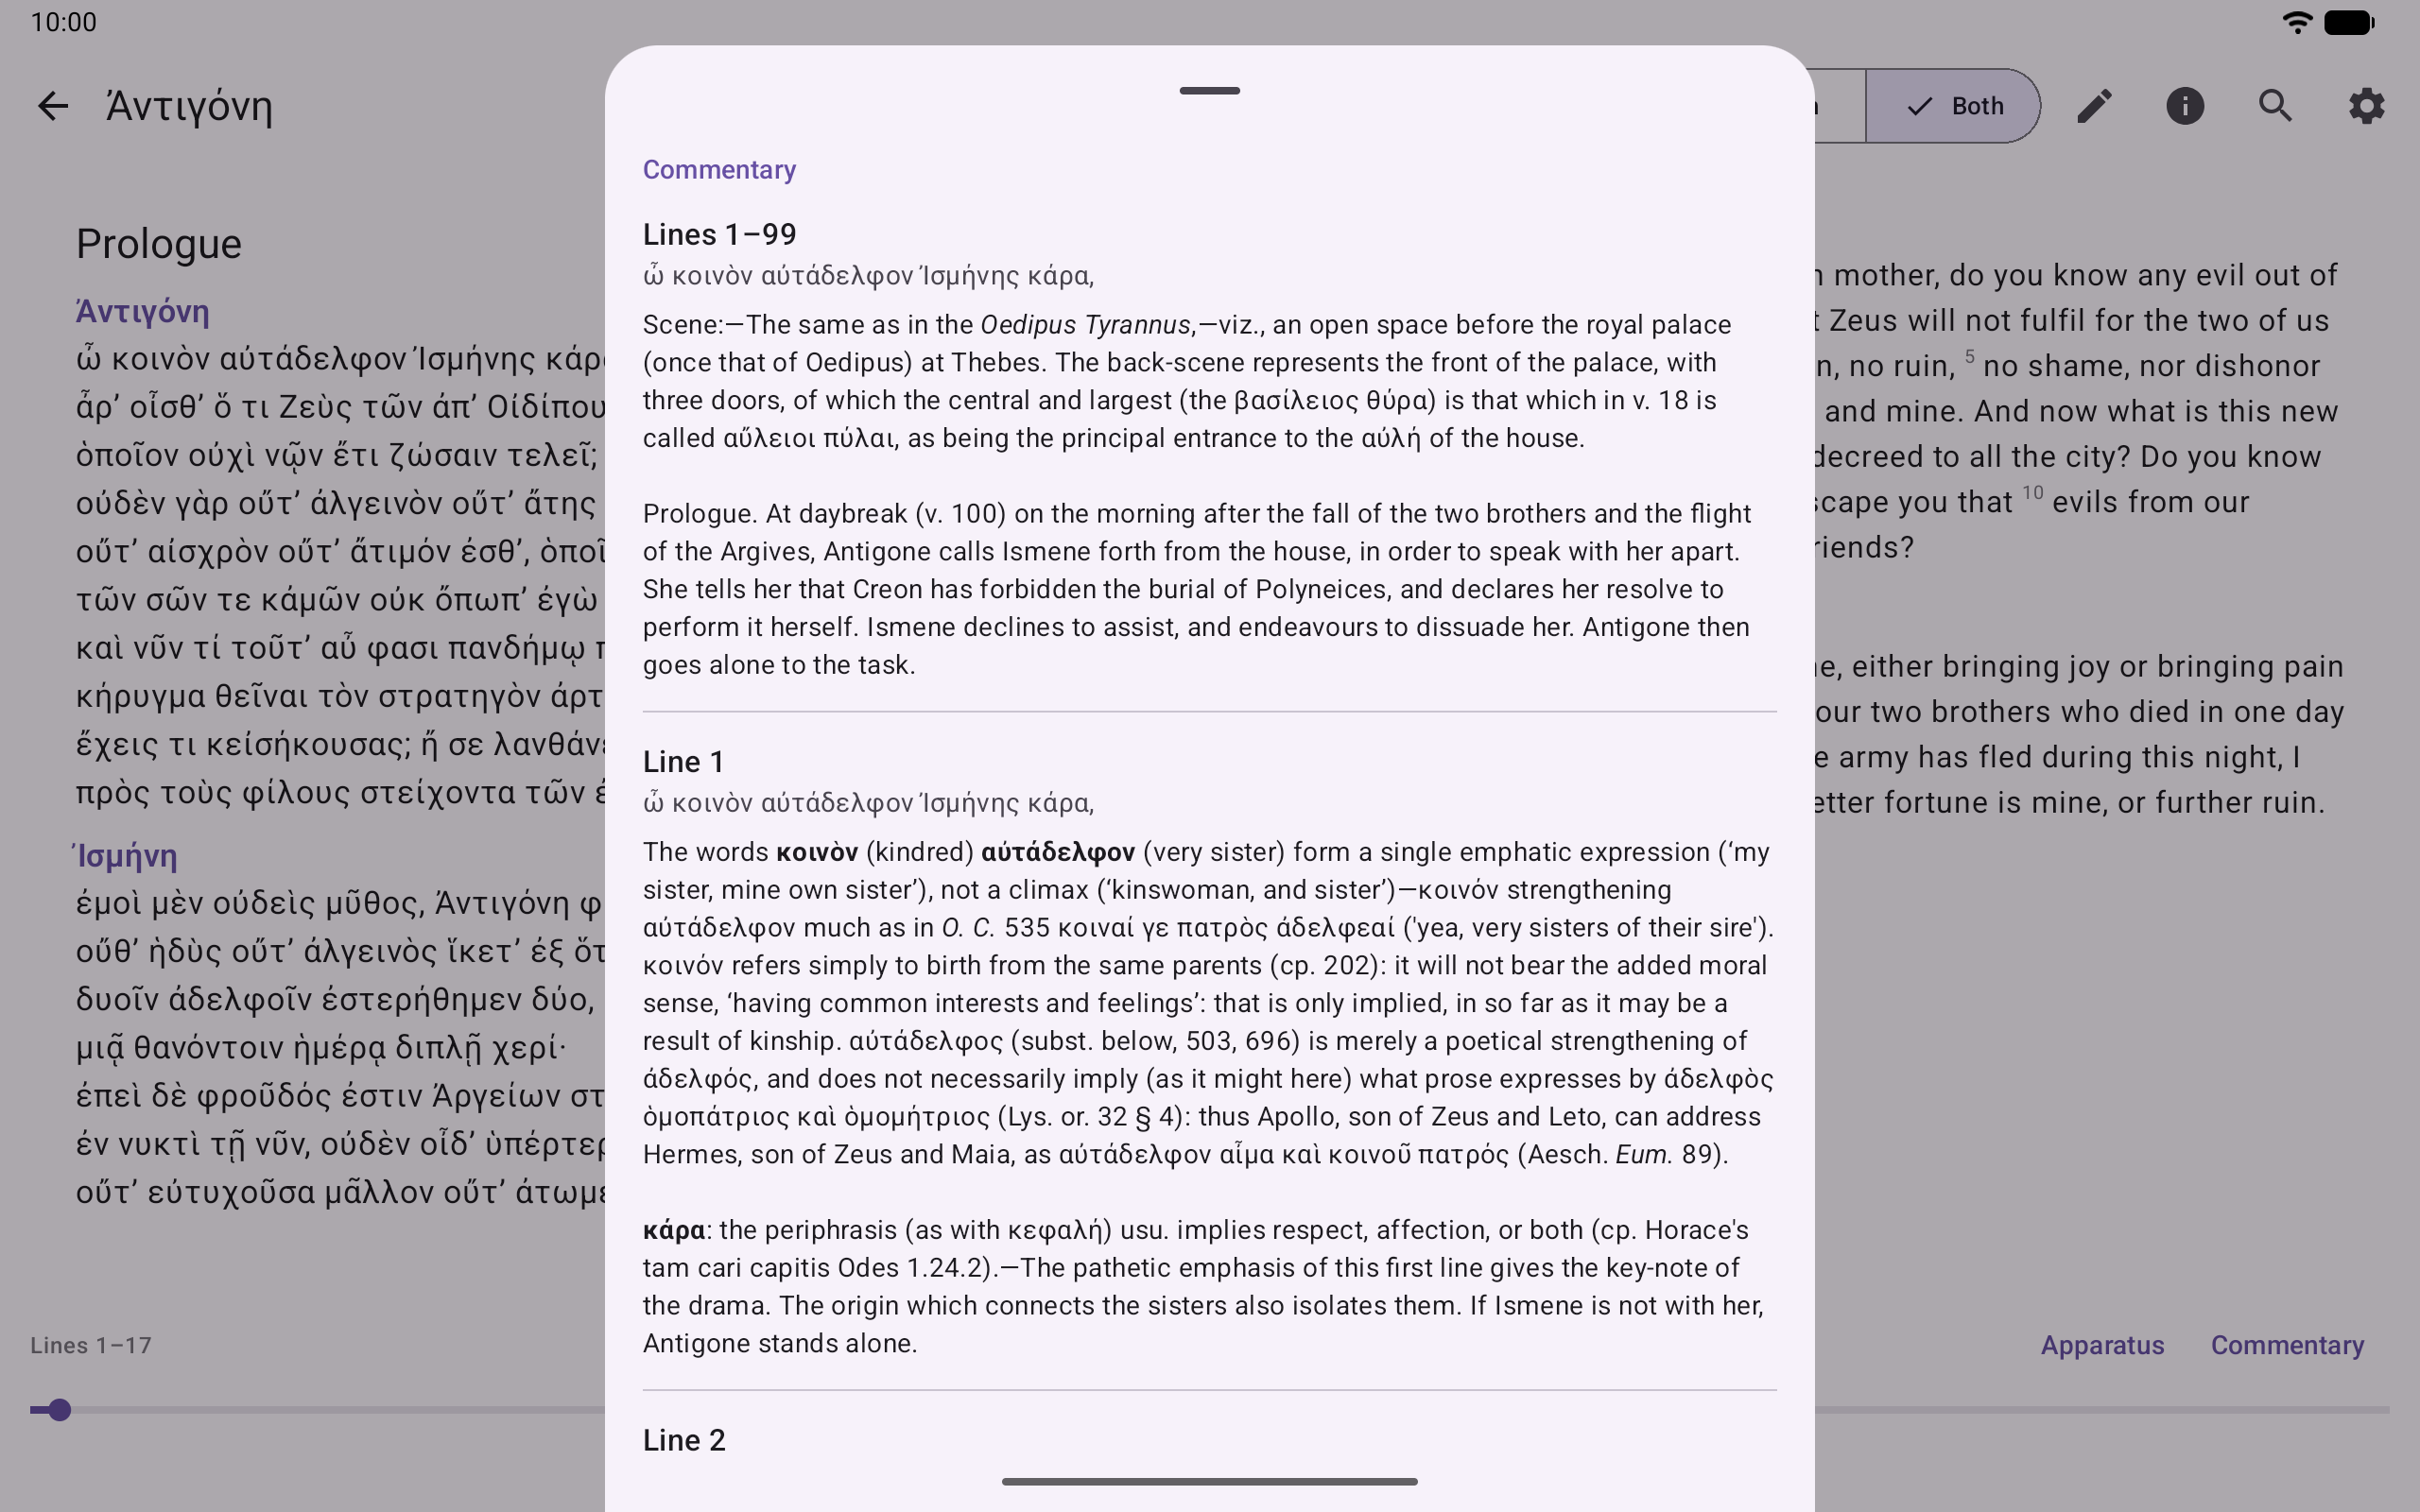 10:00
Ἀντιγόνη
Both
Prologue
Ἀντιγόνη
ὦ κοινὸν αὐτάδελφον Ἰσμήνης
ἆρʼ οἶσθʼ ὅ τι Ζεὺς τῶν ἀπʼ Οἰδίπου
ὁποῖον οὐχὶ νῷν ἔτι ζώσαιν τελεῖ;
οὐδὲν γὰρ οὔτʼ ἀλγεινὸν οὔτʼ ἄτης
οὔτʼ αἰσχρὸν οὔτʼ ἄτιμόν ἐσθʼ,
τῶν σῶν τε κἀμῶν οὐκ ὄπωπʼ ἐγὼ
καὶ νῦν τί τοῦτʼ αὖ φασι πανδήμῳ
κήρυγμα θεῖναι τὸν στρατηγὸν
ἔχεις τι κεἰσήκουσας; ἤ σε
πρὸς τοὺς φίλους στείχοντα τῶν
Ἰσμήνη
ἐμοὶ μὲν οὐδεὶς μῦθος, Ἀντιγόνη
οὔθʼ ἡδὺς οὔτʼ ἀλγεινὸς ἵκετʼ ἐξ
δυοῖν ἀδελφοῖν ἐστερήθημεν δύο,
μιᾷ θανόντοιν ἡμέρᾳ διπλῇ χερί·
ἐπεὶ δὲ φροῦδός ἐστιν Ἀργείων
ἐν νυκτὶ τῇ νῦν, οὐδὲν οἶδʼ
οὔτʼ εὐτυχοῦσα μᾶλλον οὔτʼ
Commentary
Lines 1–99
ὦ κοινὸν αὐτάδελφον Ἰσμήνης κάρα,
Scene:—The same as in the Oedipus Tyrannus,—viz., an open space before the royal palace
(once that of Oedipus) at Thebes. The back-scene represents the front of the palace, with
three doors, of which the central and largest (the βασίλειος θύρα) is that which in v. 18 is
called αὔλειοι πύλαι, as being the principal entrance to the αὐλή of the house.
Prologue. At daybreak (v. 100) on the morning after the fall of the two brothers and the flight
of the Argives, Antigone calls Ismene forth from the house, in order to speak with her apart.
She tells her that Creon has forbidden the burial of Polyneices, and declares her resolve to
perform it herself. Ismene declines to assist, and endeavours to dissuade her. Antigone then
goes alone to the task.
Line 1
ὦ κοινὸν αὐτάδελφον Ἰσμήνης κάρα,
The words κοινὸν (kindred) αὐτάδελφον (very sister) form a single emphatic expression (‘my
sister, mine own sister’), not a climax (‘kinswoman, and sister’)—κοινόν strengthening
αὐτάδελφον much as in O. C. 535 κοιναί γε πατρὸς ἀδελφεαί ('yea, very sisters of their sire').
κοινόν refers simply to birth from the same parents (cp. 202): it will not bear the added moral
sense, ‘having common interests and feelings’: that is only implied, in so far as it may be a
result of kinship. αὐτάδελφος (subst. below, 503, 696) is merely a poetical strengthening of
ἀδελφός, and does not necessarily imply (as it might here) what prose expresses by ἀδελφὸς
ὁμοπάτριος καὶ ὁμομήτριος (Lys. or. 32 § 4): thus Apollo, son of Zeus and Leto, can address
Hermes, son of Zeus and Maia, as αὐτάδελφον αἷμα καὶ κοινοῦ πατρός (Aesch. Eum. 89).
κάρα: the periphrasis (as with κεφαλή) usu. implies respect, affection, or both (cp. Horace's
tam cari capitis Odes 1.24.2).—The pathetic emphasis of this first line gives the key-note of
the drama. The origin which connects the sisters also isolates them. If Ismene is not with her,
Antigone stands alone.
Line 2
mother, do you know any evil out of
Zeus will not fulfil for the two of us
no ruin, 5 no shame, nor dishonor
and mine. And now what is this new
decreed to all the city? Do you know
you that 10 evils from our
either bringing joy or bringing pain
our two brothers who died in one day
army has fled during this night, I
fortune is mine, or further ruin.
Lines 1–17
Apparatus
Commentary